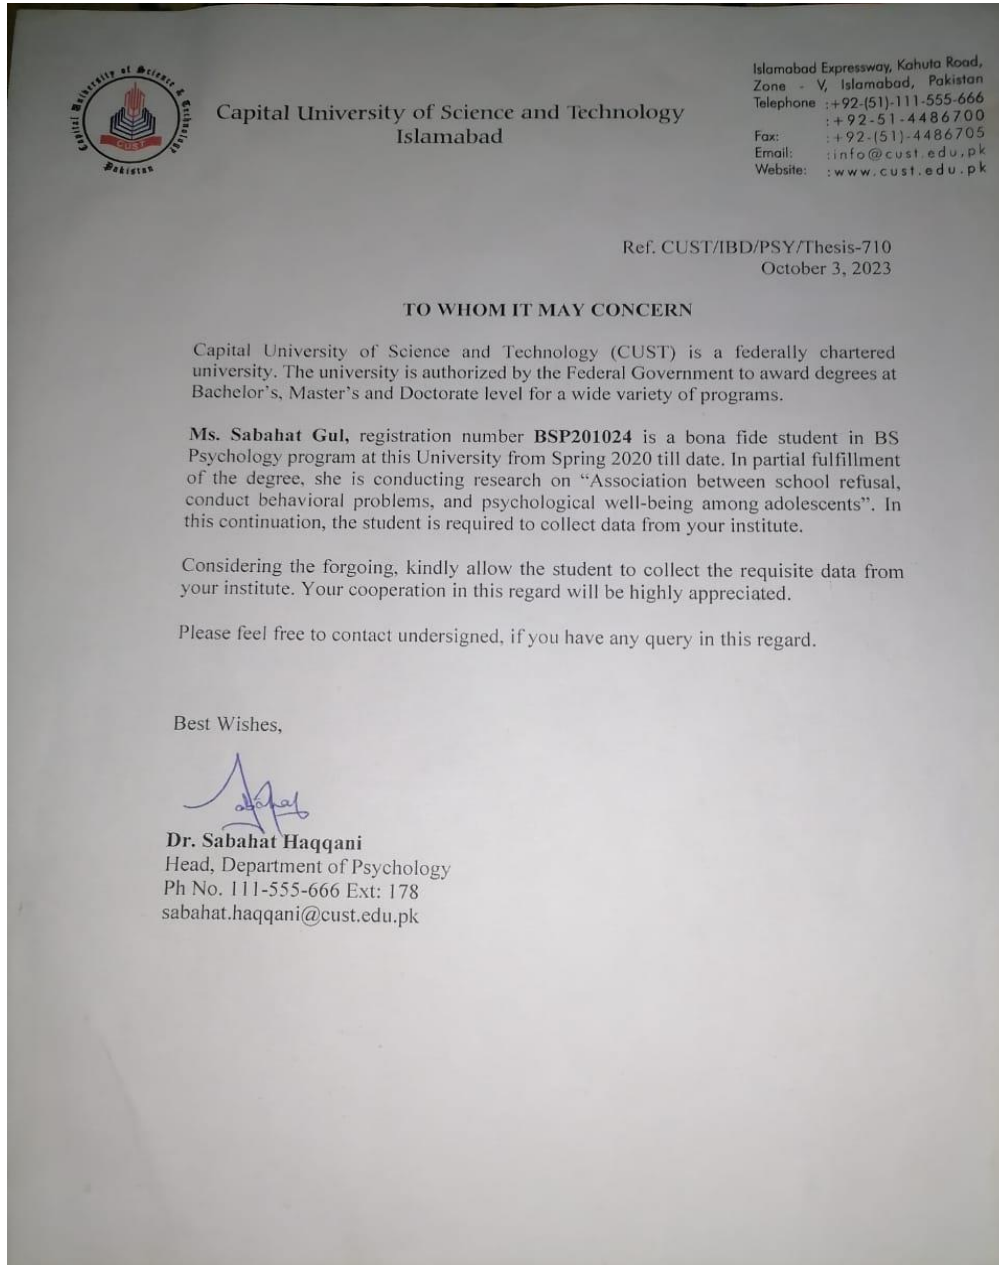 Capital University of Science & Technology
CUST
Pakistan
Capital University of Science and Technology
Islamabad
Islamabad Expressway, Kahuta Road,
Zone - V, Islamabad, Pakistan
Telephone :+92-(51)-111-555-666
:+92-51-4486700
Fax: :+92-(51)-4486705
Email: :info@cust.edu.pk
Website: :www.cust.edu.pk
Ref. CUST/IBD/PSY/Thesis-710
October 3, 2023
TO WHOM IT MAY CONCERN
Capital University of Science and Technology (CUST) is a federally chartered
university. The university is authorized by the Federal Government to award degrees at
Bachelor's, Master's and Doctorate level for a wide variety of programs.
Ms. Sabahat Gul, registration number BSP201024 is a bona fide student in BS
Psychology program at this University from Spring 2020 till date. In partial fulfillment
of the degree, she is conducting research on “Association between school refusal,
conduct behavioral problems, and psychological well-being among adolescents”. In
this continuation, the student is required to collect data from your institute.
Considering the forgoing, kindly allow the student to collect the requisite data from
your institute. Your cooperation in this regard will be highly appreciated.
Please feel free to contact undersigned, if you have any query in this regard.
Best Wishes,
Dr. Sabahat Haqqani
Head, Department of Psychology
Ph No. 111-555-666 Ext: 178
sabahat.haqqani@cust.edu.pk